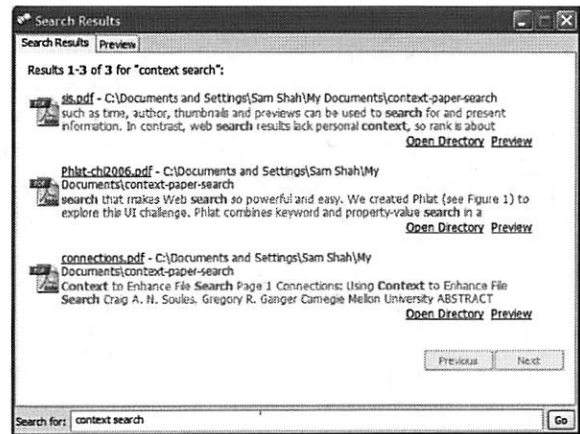 Search Results
Search Results Preview
Results 1-3 of 3 for "context search":
sis.pdf - C:\Documents and Settings\Sam Shah\My Documents\context-paper-search
such as time, author, thumbnails and previews can be used to search for and present
information. In contrast, web search results lack personal context, so rank is about
Open Directory Preview
Phlat-chi2006.pdf - C:\Documents and Settings\Sam Shah\My
Documents\context-paper-search
search that makes Web search so powerful and easy. We created Phlat (see Figure 1) to
explore this UI challenge. Phlat combines keyword and property-value search in a
Open Directory Preview
connections.pdf - C:\Documents and Settings\Sam Shah\My
Documents\context-paper-search
Context to Enhance File Search Page 1 Connections: Using Context to Enhance File
Search Craig A. N. Soules, Gregory R. Ganger Carnegie Mellon University ABSTRACT
Open Directory Preview
Previous Next
Search for: context search Go